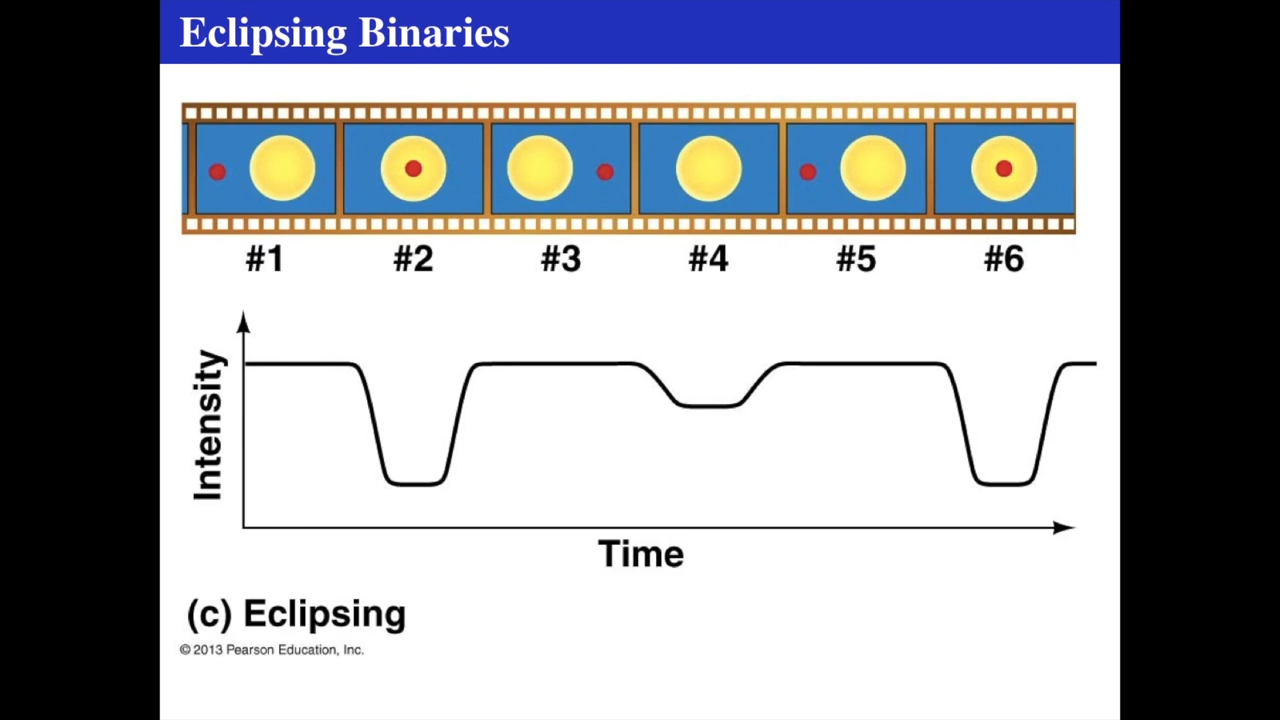 Eclipsing Binaries
#1 #2 #3 #4 #5 #6
Intensity
Time
(c) Eclipsing
© 2013 Pearson Education, Inc.